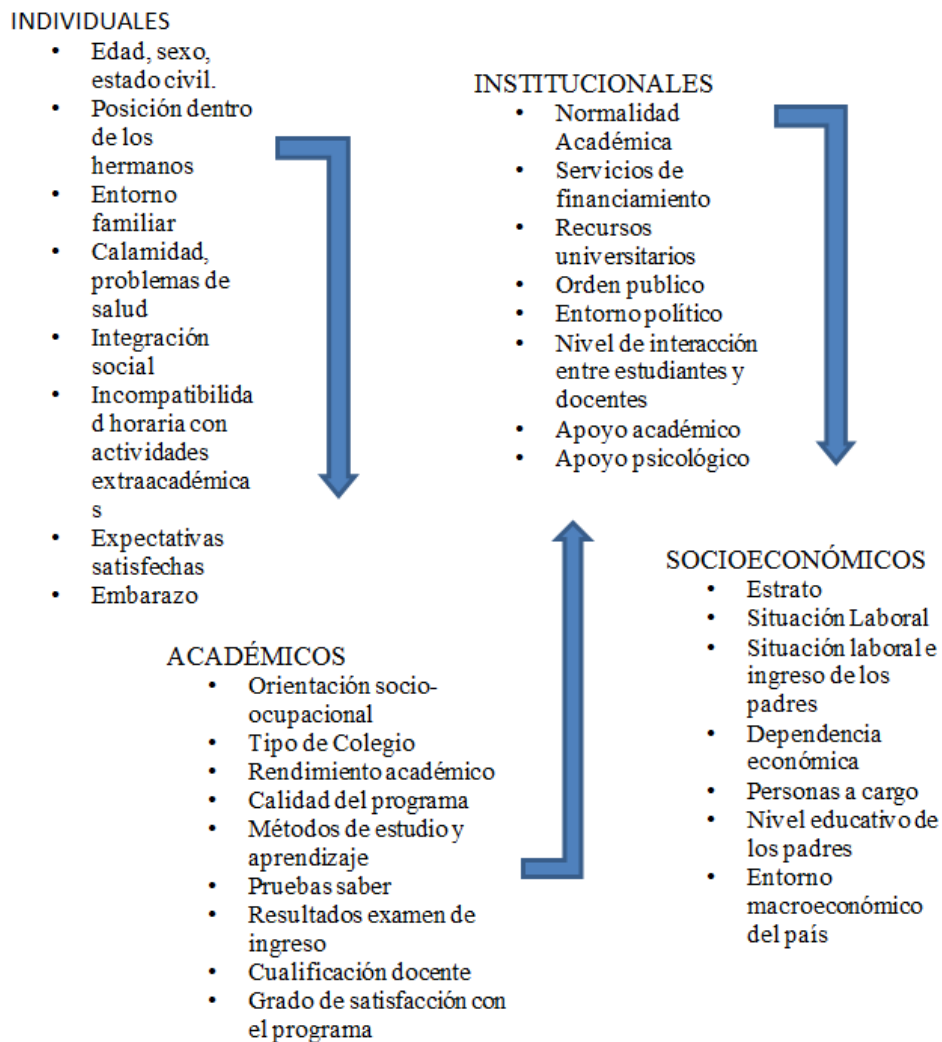 INDIVIDUALES
• Edad, sexo,
estado civil.
• Posición dentro
de los
hermanos
• Entorno
familiar
• Calamidad,
problemas de
salud
• Integración
social
• Incompatibilida
d horaria con
actividades
extraacadémica
s
• Expectativas
satisfechas
• Embarazo
ACADÉMICOS
• Orientación socio-
ocupacional
• Tipo de Colegio
• Rendimiento académico
• Calidad del programa
• Métodos de estudio y
aprendizaje
• Pruebas saber
• Resultados examen de
ingreso
• Cualificación docente
• Grado de satisfacción con
el programa
INSTITUCIONALES
• Normalidad
Académica
• Servicios de
financiamiento
• Recursos
universitarios
• Orden publico
• Entorno político
• Nivel de interacción
entre estudiantes y
docentes
• Apoyo académico
• Apoyo psicológico
SOCIOECONÓMICOS
• Estrato
• Situación Laboral
• Situación laboral e
ingreso de los
padres
• Dependencia
económica
• Personas a cargo
• Nivel educativo de
los padres
• Entorno
macroeconómico
del país